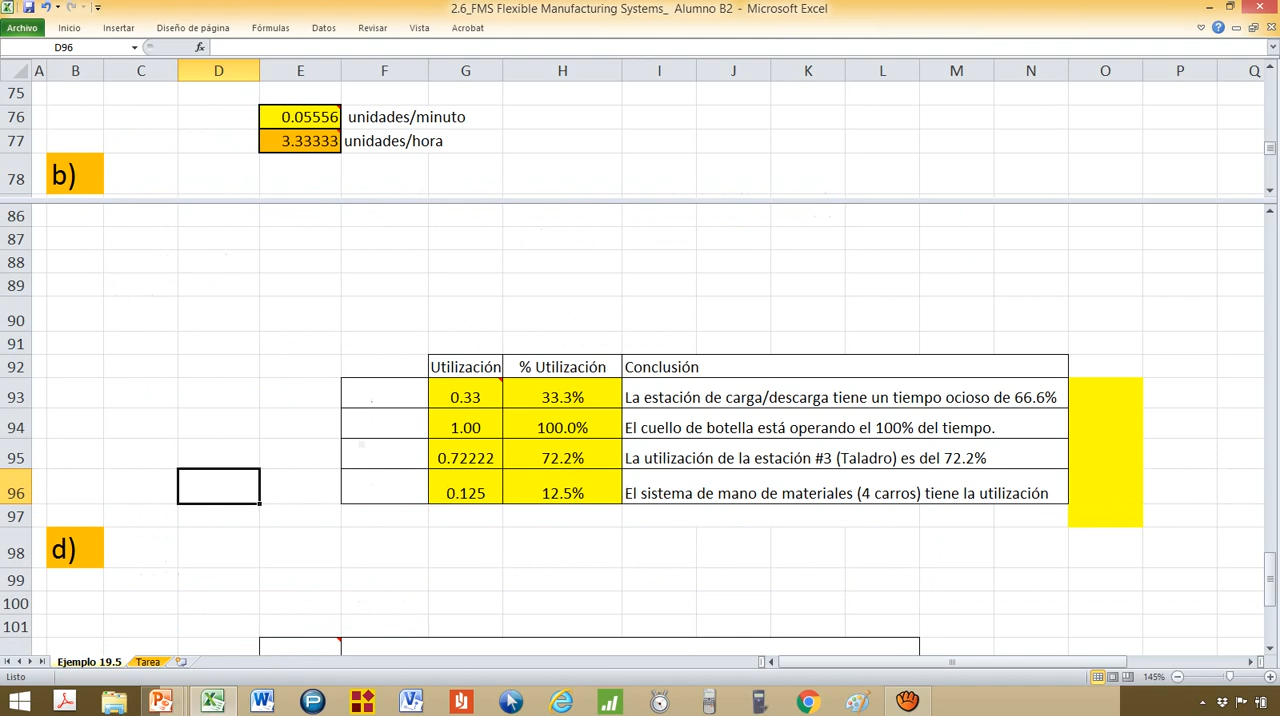 2.6_FMS Flexible Manufacturing Systems_ Alumno B2 - Microsoft Excel
Archivo Inicio Insertar Diseño de página Fórmulas Datos Revisar Vista Acrobat
D96 fx
A B C D E F G H I J K L M N O P Q
75
76 0.05556 unidades/minuto
77 3.33333 unidades/hora
78 b)
86
87
88
89
90
91
92 Utilización % Utilización Conclusión
93 0.33 33.3% La estación de carga/descarga tiene un tiempo ocioso de 66.6%
94 1.00 100.0% El cuello de botella está operando el 100% del tiempo.
95 0.72222 72.2% La utilización de la estación #3 (Taladro) es del 72.2%
96 0.125 12.5% El sistema de mano de materiales (4 carros) tiene la utilización
97
98 d)
99
100
101
Ejemplo 19.5 Tarea
Listo 145%